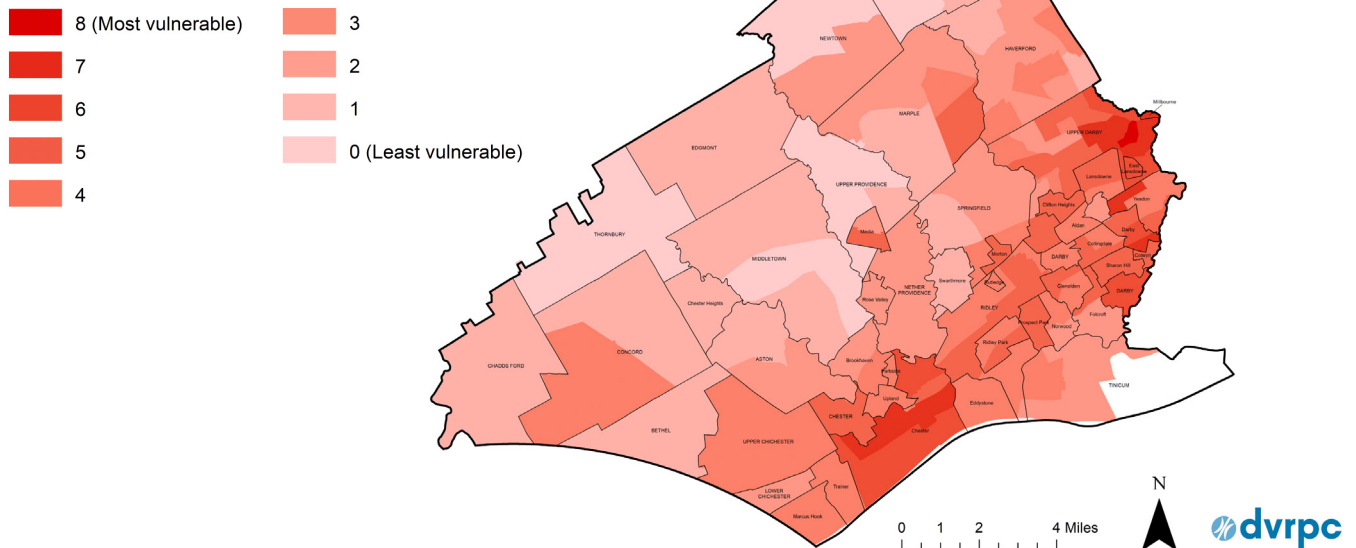 8 (Most vulnerable)
7
6
5
4
3
2
1
0 (Least vulnerable)
NEWTOWN
HAVERFORD
Millbourne
MARPLE
UPPER DARBY
EDGMONT
East
Lansdowne
Lansdowne
UPPER PROVIDENCE
Yeadon
SPRINGFIELD
Clifton Heights
Aldan
Media
Darby
THORNBURY
Collingdale
Morton
MIDDLETOWN
DARBY
Colwyn
Sharon Hill
Swarthmore
Rutledge
NETHER
PROVIDENCE
Glenolden
DARBY
Chester Heights
Rose Valley
RIDLEY
Folcroft
Prospect Park
Norwood
Ridley Park
CONCORD
ASTON
Brookhaven
CHADDS FORD
Parkside
TINICUM
Upland
Eddystone
CHESTER
BETHEL
Chester
UPPER CHICHESTER
Trainer
LOWER
CHICHESTER
Marcus Hook
N
0 1 2 4 Miles
dvrpc